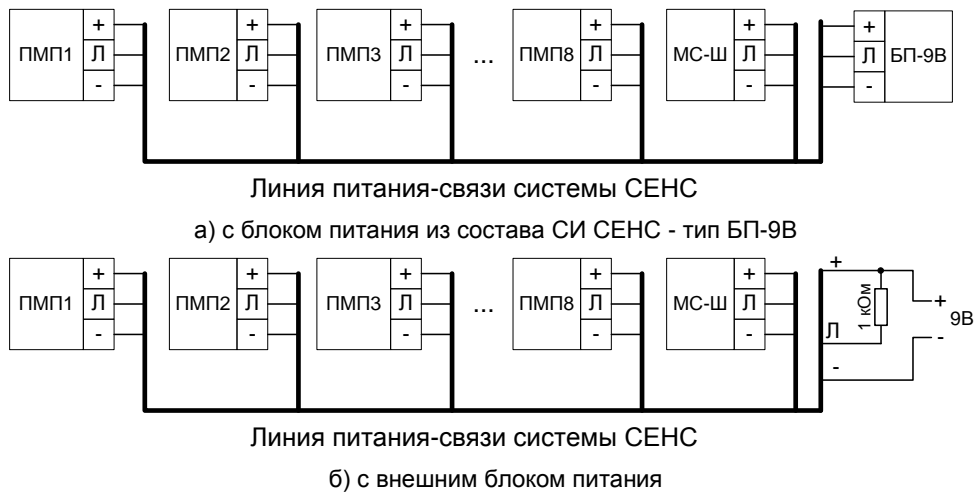 + + + + + +
ПМП1 Л ПМП2 Л ПМП3 Л ... ПМП8 Л МС-Ш Л Л БП-9В
- - - - - -
Линия питания-связи системы СЕНС
а) с блоком питания из состава СИ СЕНС - тип БП-9В
+ + + + + +
ПМП1 Л ПМП2 Л ПМП3 Л ... ПМП8 Л МС-Ш Л Л 1 кОм + 9В -
- - - - - -
Линия питания-связи системы СЕНС
б) с внешним блоком питания